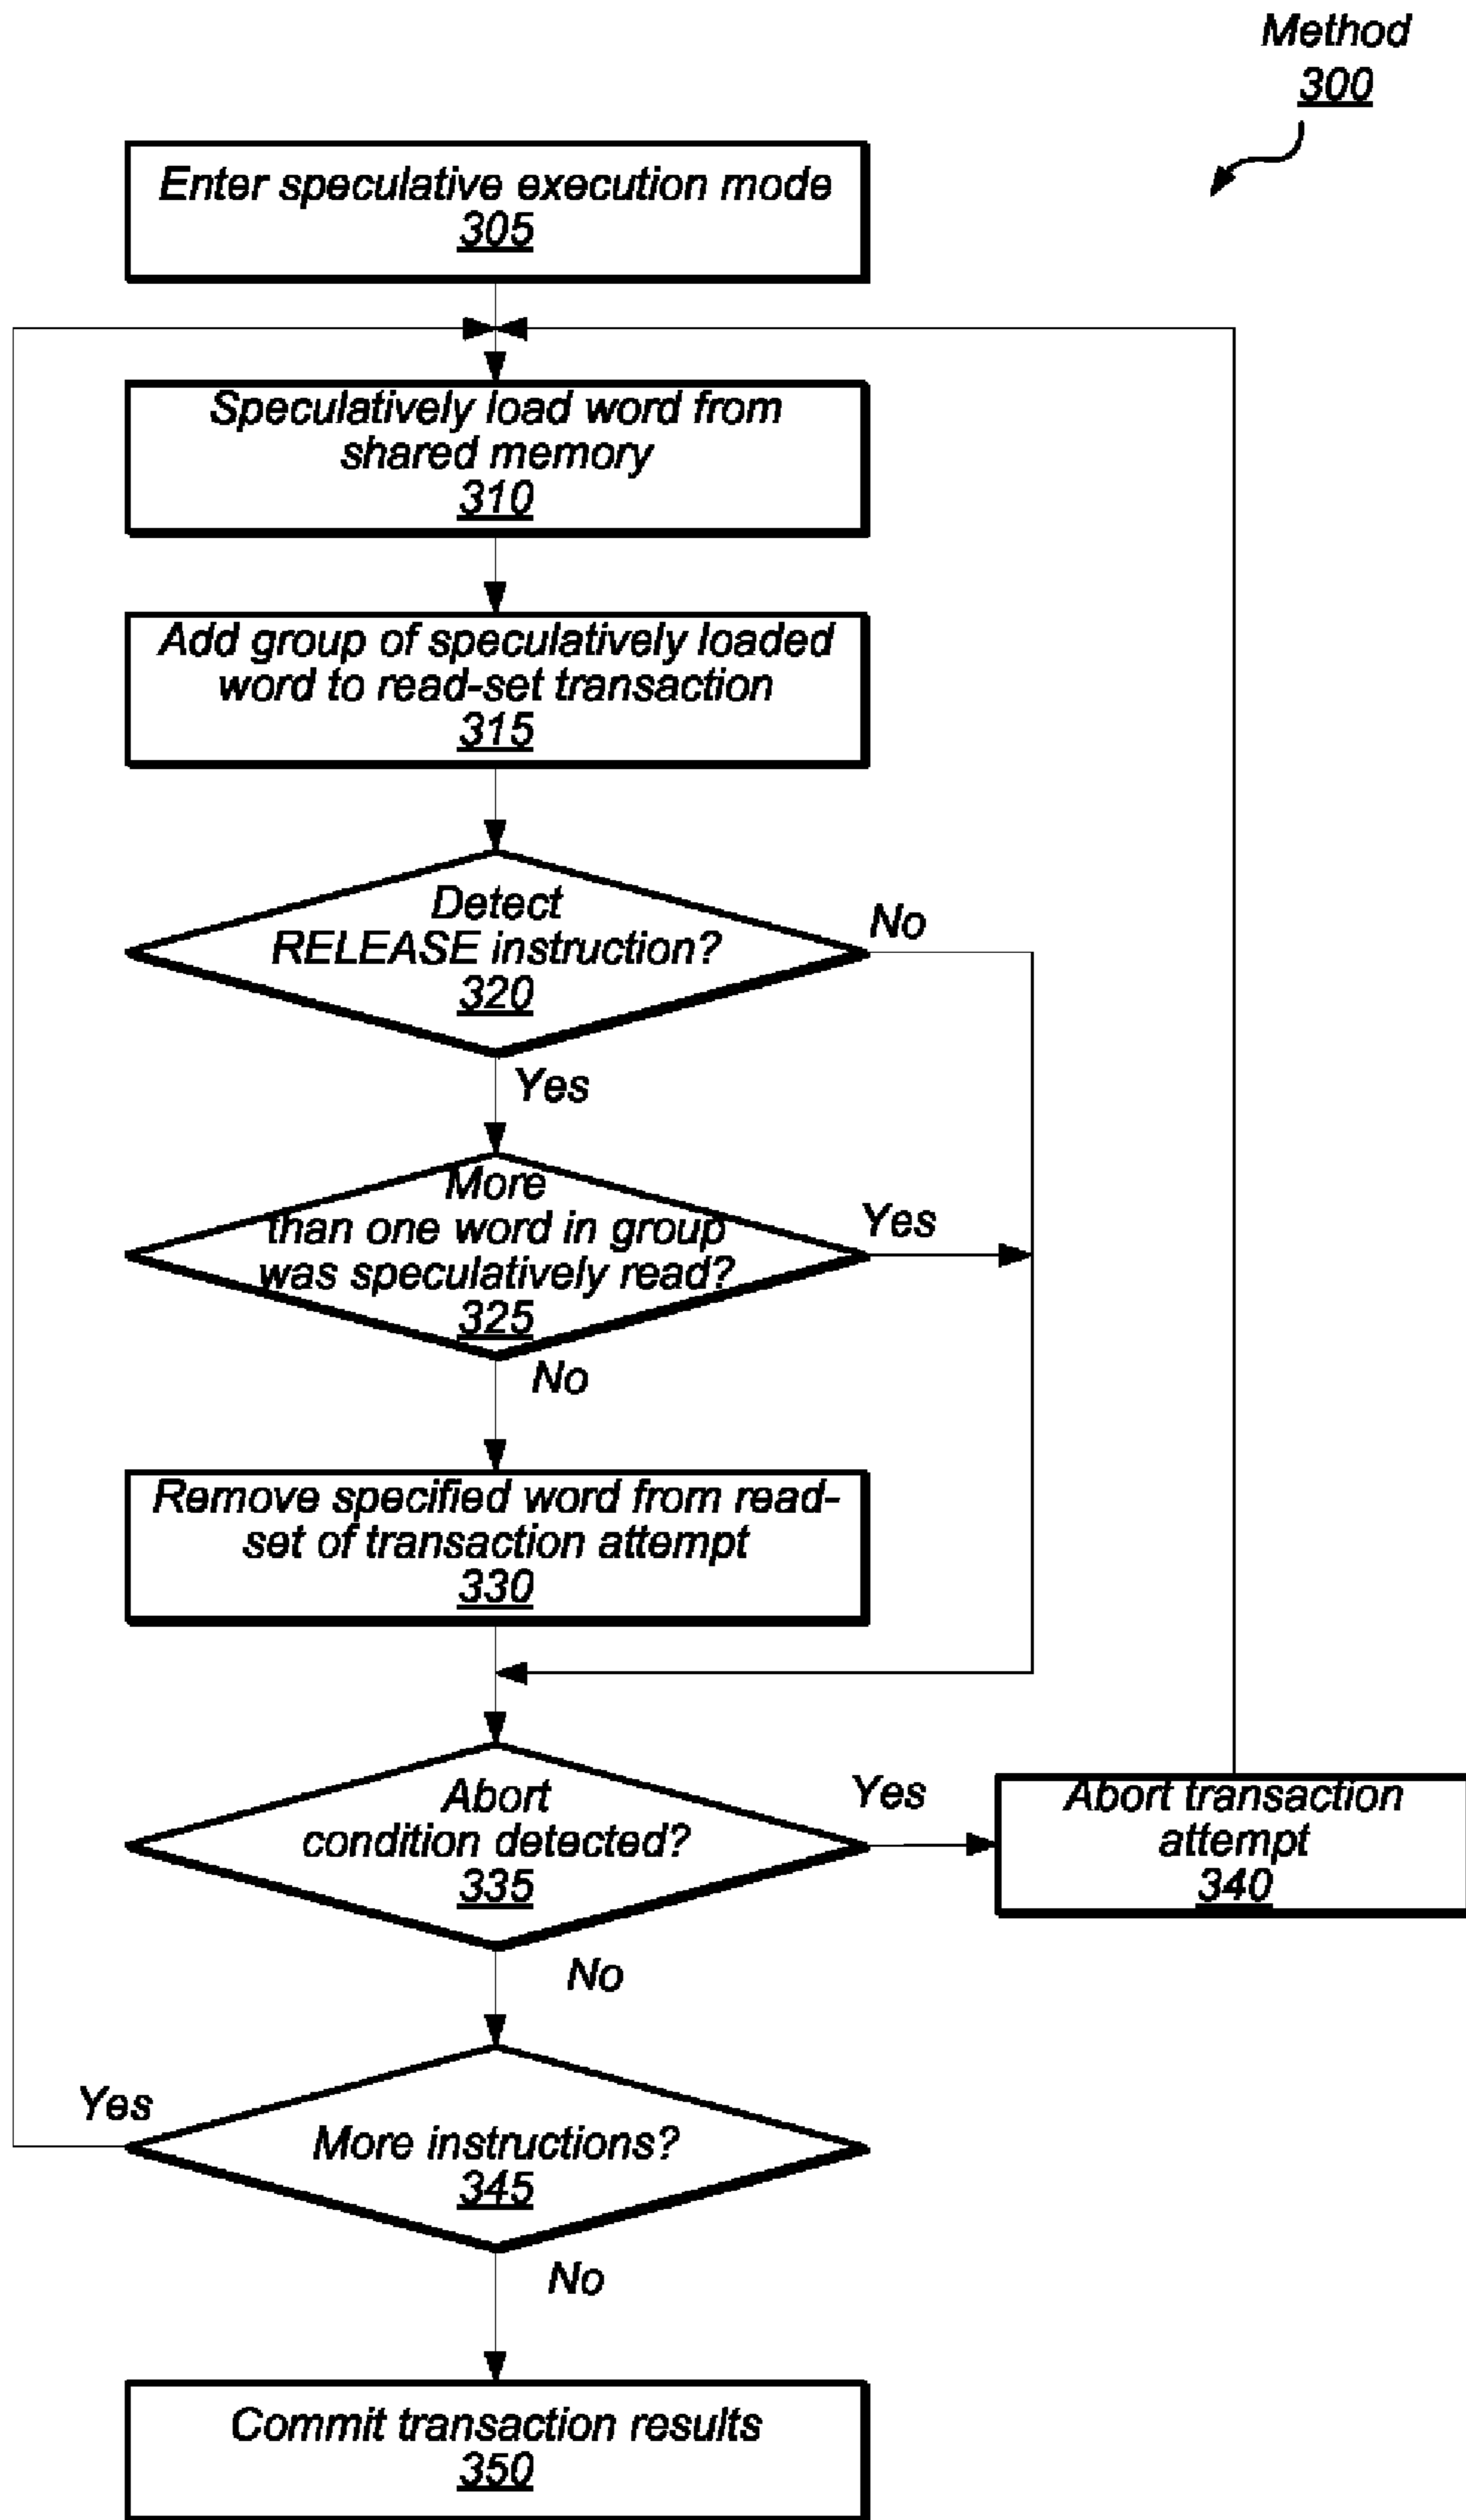 Method
300
Enter speculative execution mode
305
Speculatively load word from
shared memory
310
Add group of speculatively loaded
word to read-set transaction
315
Detect
RELEASE instruction?
320
No
Yes
More
than one word in group
was speculatively read?
325
Yes
No
Remove specified word from read-
set of transaction attempt
330
Abort
condition detected?
335
Yes
Abort transaction
attempt
340
No
Yes
More instructions?
345
No
Commit transaction results
350